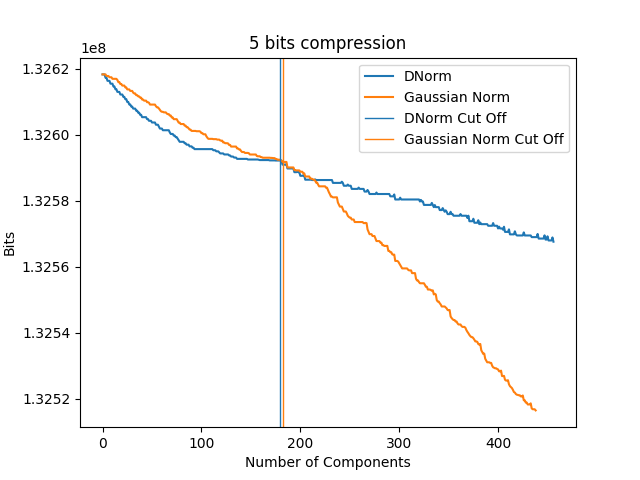 5 bits compression
1e8
DNorm
Gaussian Norm
DNorm Cut Off
Gaussian Norm Cut Off
1.3262
1.3260
1.3258
1.3256
1.3254
1.3252
Bits
0 100 200 300 400
Number of Components